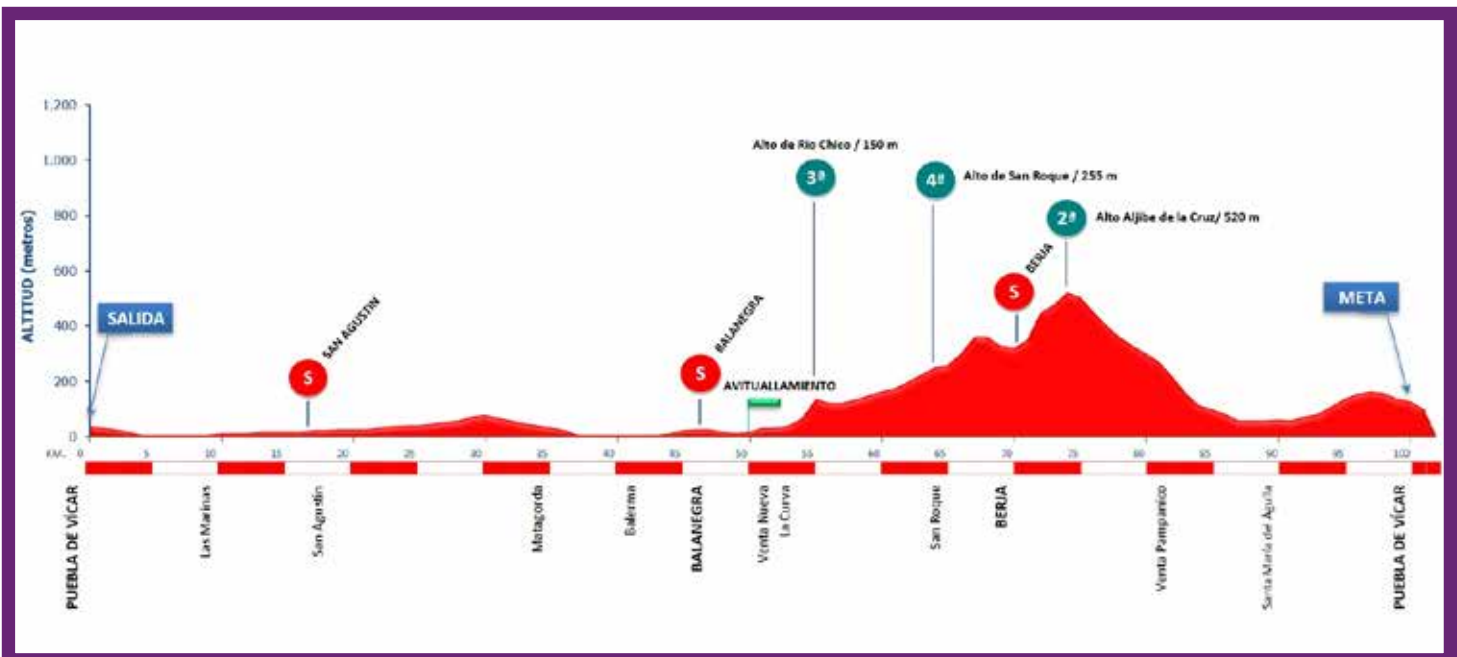 1,200
1,000
800
600
400
200
0
ALTITUD (metros)
SALIDA
S
SAN AGUSTIN
S
BALANEGRA
AVITUALLAMIENTO
Alto de Rio Chico / 150 m
3ª
4ª
Alto de San Roque / 255 m
2ª
Alto Aljibe de la Cruz/ 520 m
S
BERJA
META
0 5 10 15 20 25 30 35 40 45 50 55 60 65 70 75 80 85 90 95 102
PUEBLA DE VÍCAR
Las Marinas
San Agustín
Matagorda
Balerma
BALANEGRA
Venta Nueva
La Curva
San Roque
BERJA
Venta Pampanico
Santa María del Aguila
PUEBLA DE VÍCAR